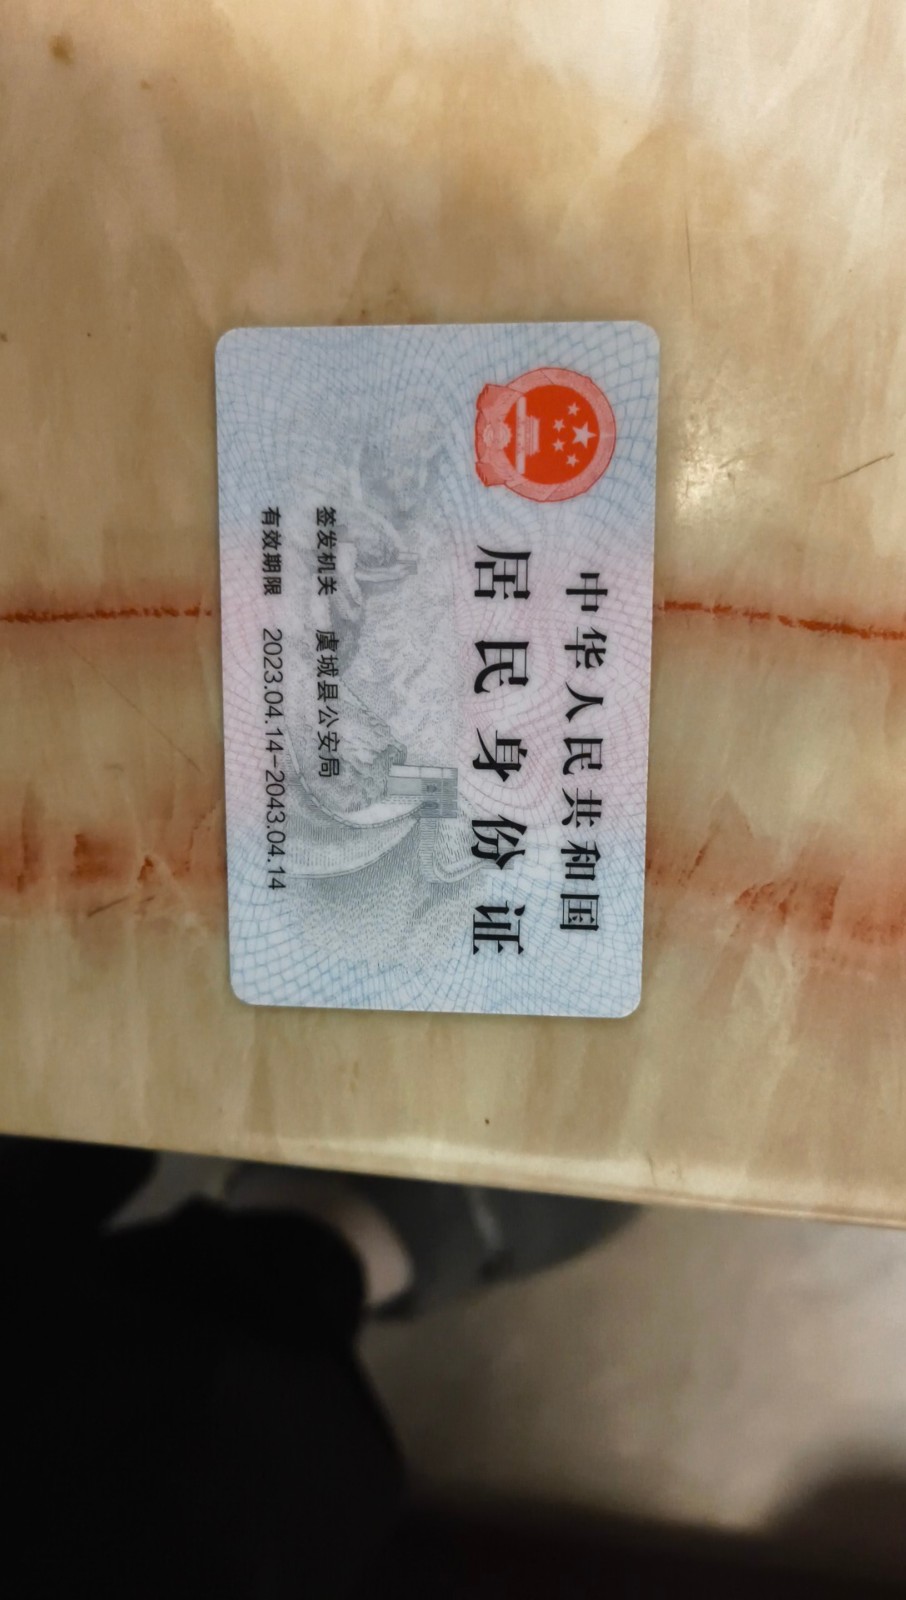 中华人民共和国
居民身份证
签发机关 虞城县公安局
有效期限 2023.04.14-2043.04.14